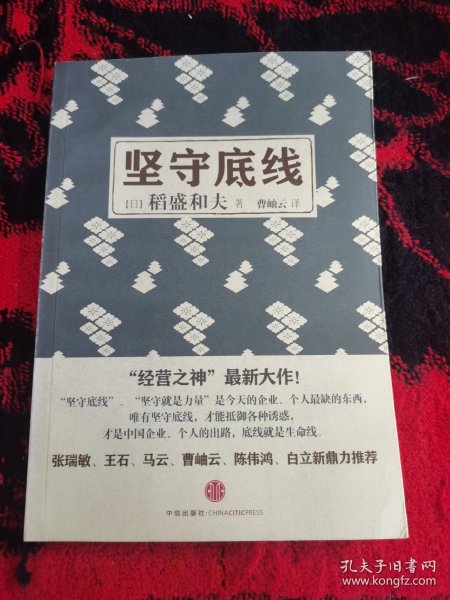 坚守底线
[日] 稻盛和夫 著 曹岫云 译
“经营之神”最新大作！
“坚守底线”、“坚守就是力量”是今天的企业、个人最缺的东西，
唯有坚守底线，才能抵御各种诱惑，
才是中国企业、个人的出路，底线就是生命线。
张瑞敏、王石、马云、曹岫云、陈伟鸿、白立新鼎力推荐
中信出版社·CHINACITICPRESS
孔夫子旧书网
www.kongfz.com